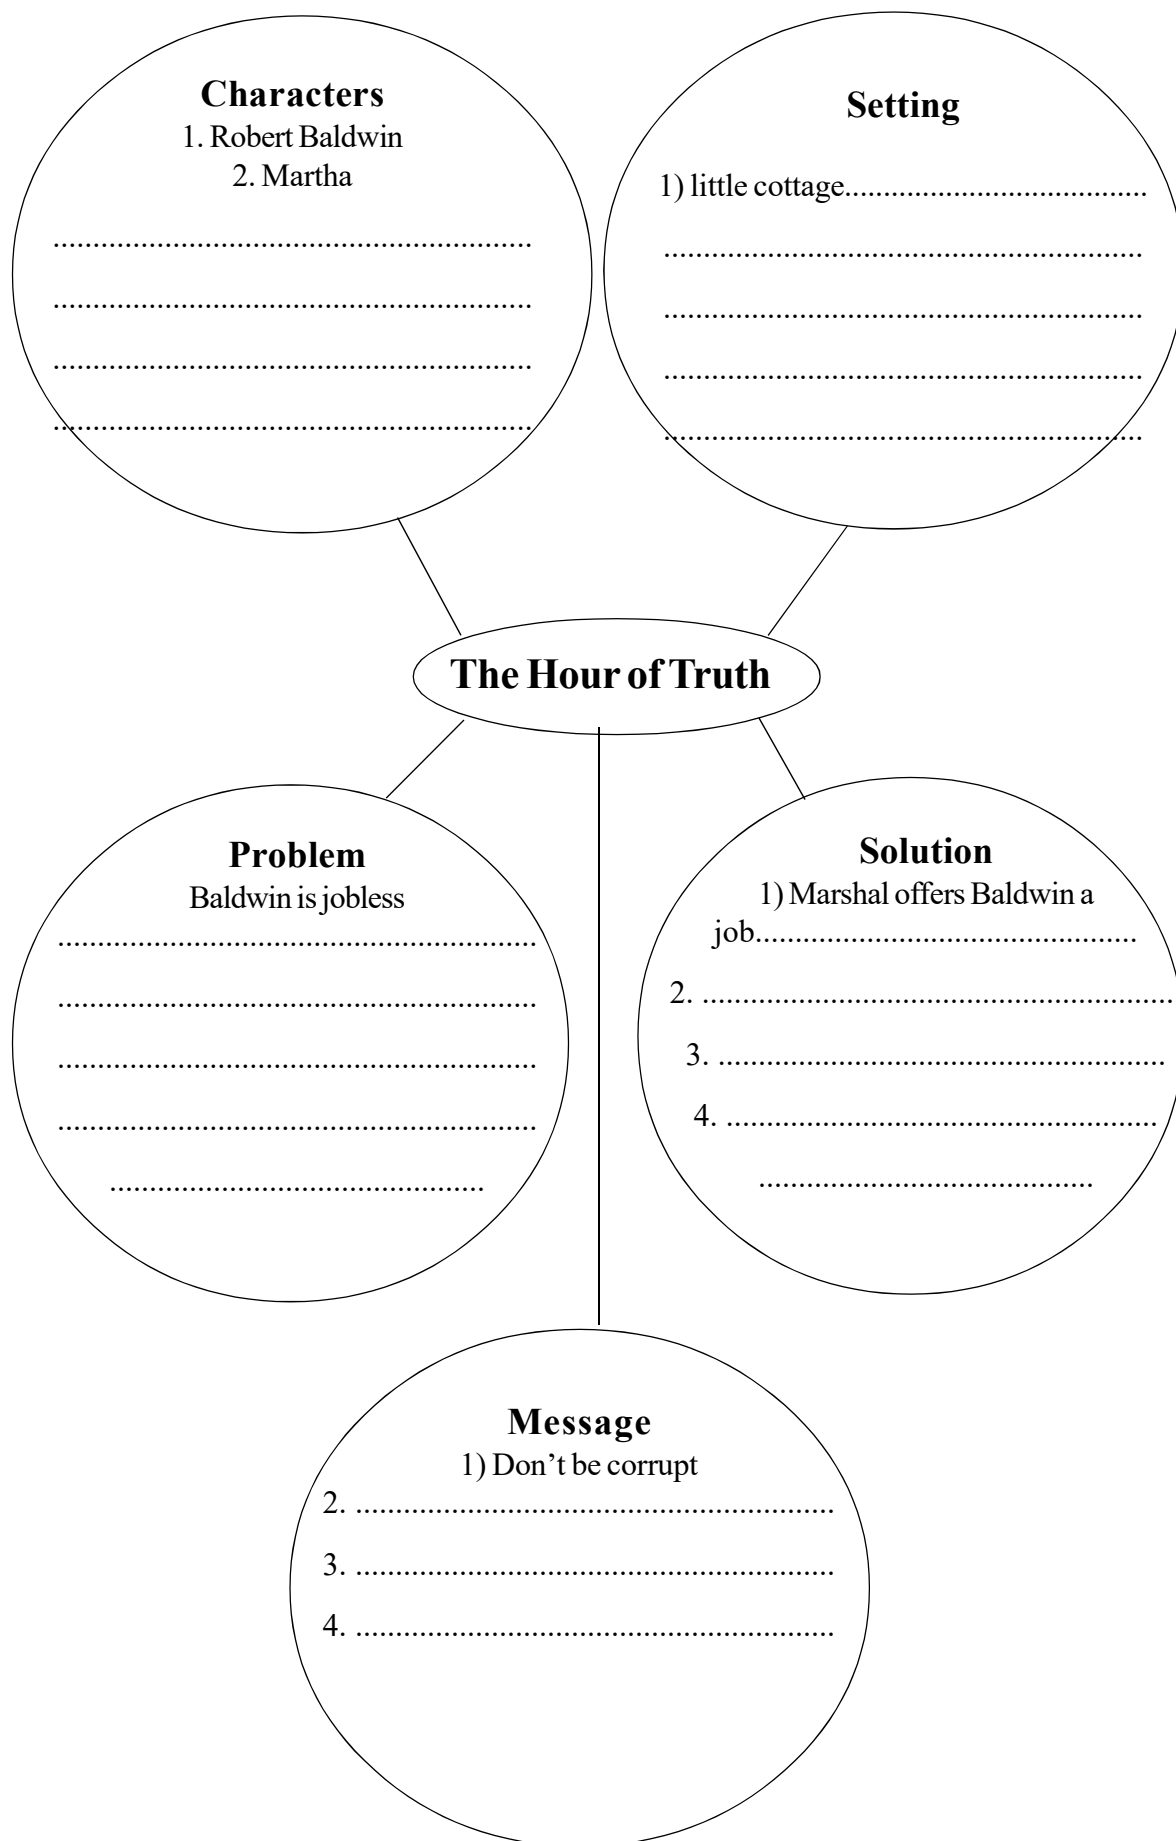 Characters
1. Robert Baldwin
2. Martha
..............................................................
..............................................................
..............................................................
..............................................................
Setting
1) little cottage.......................................
..............................................................
..............................................................
..............................................................
..............................................................
The Hour of Truth
Problem
Baldwin is jobless
..............................................................
..............................................................
..............................................................
..............................................................
................................................
Solution
1) Marshal offers Baldwin a
job.................................................
2. .............................................................
3. .........................................................
4. .......................................................
...........................................
Message
1) Don’t be corrupt
2. .............................................................
3. .............................................................
4. .............................................................